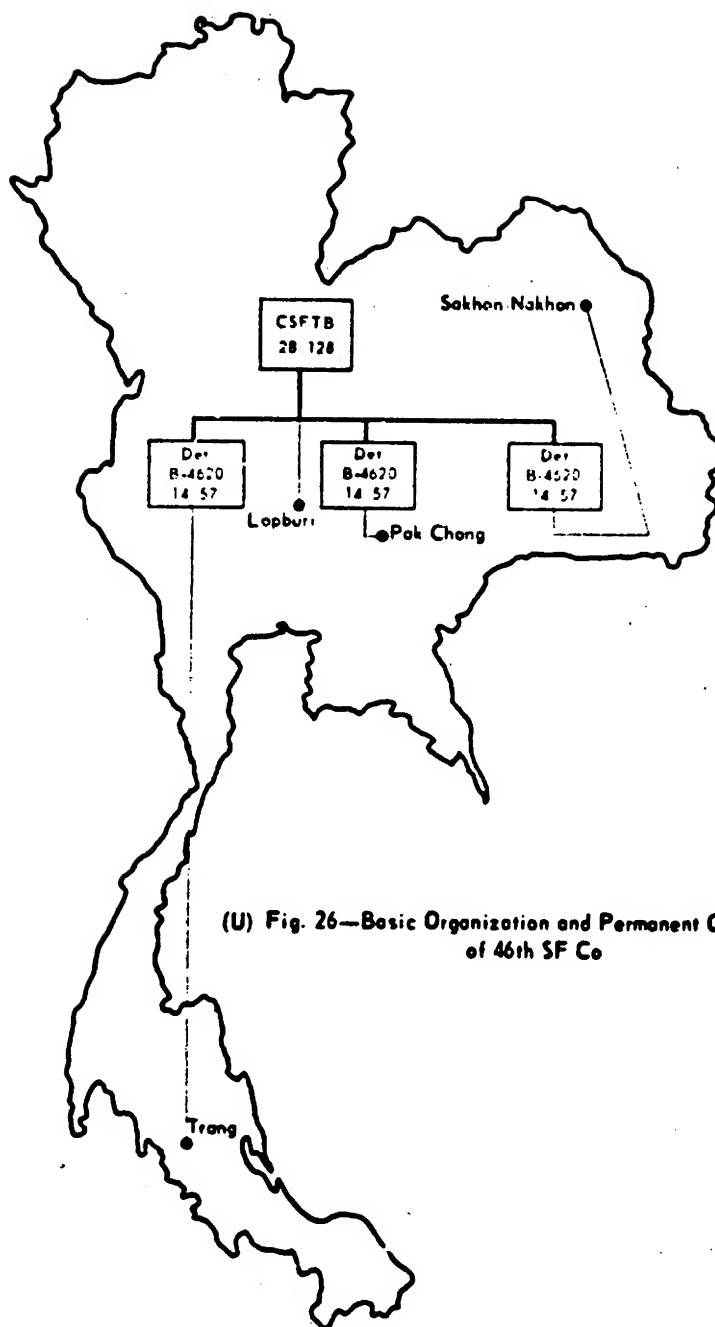 CSFTB
28 128
Sakhon Nakhon
Det
B-4620
14 57
Det
B-4620
14 57
Det
B-4620
14 57
Lopburi
Pak Chong
(U) Fig. 26—Basic Organization and Permanent
of 46th SF Co
Trang